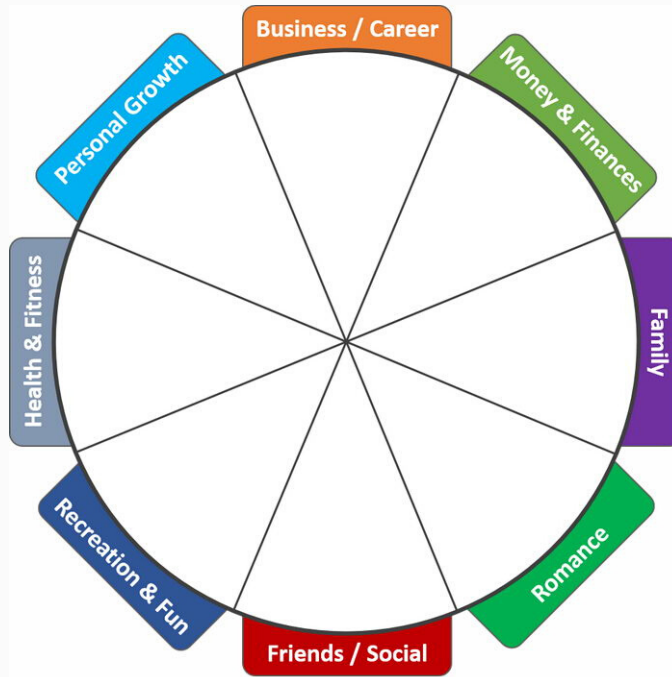 Business / Career
Money & Finances
Family
Romance
Friends / Social
Recreation & Fun
Health & Fitness
Personal Growth